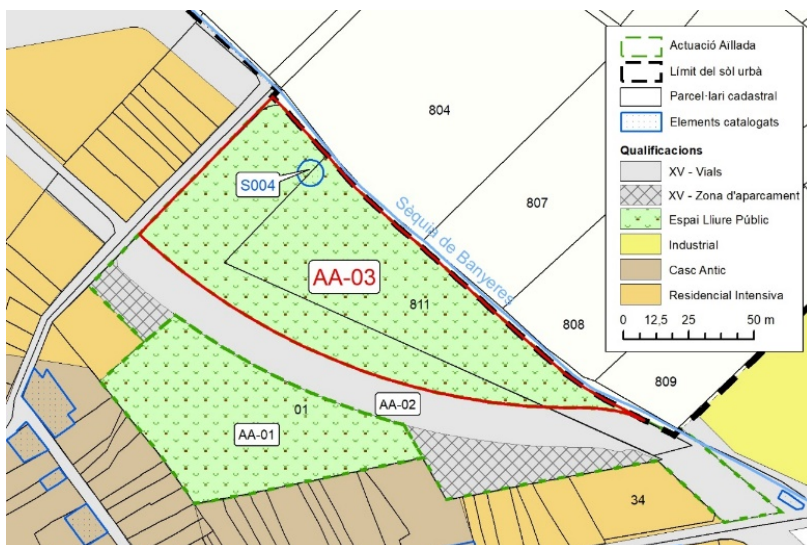 804
807
808
809
811
S004
AA-03
Sèquia de Banyeres
01
AA-02
AA-01
34
Actuació Aïllada
Límit del sòl urbà
Parcel·lari cadastral
Elements catalogats
Qualificacions
XV - Vials
XV - Zona d'aparcament
Espai Lliure Públic
Industrial
Casc Antic
Residencial Intensiva
0 12,5 25 50 m